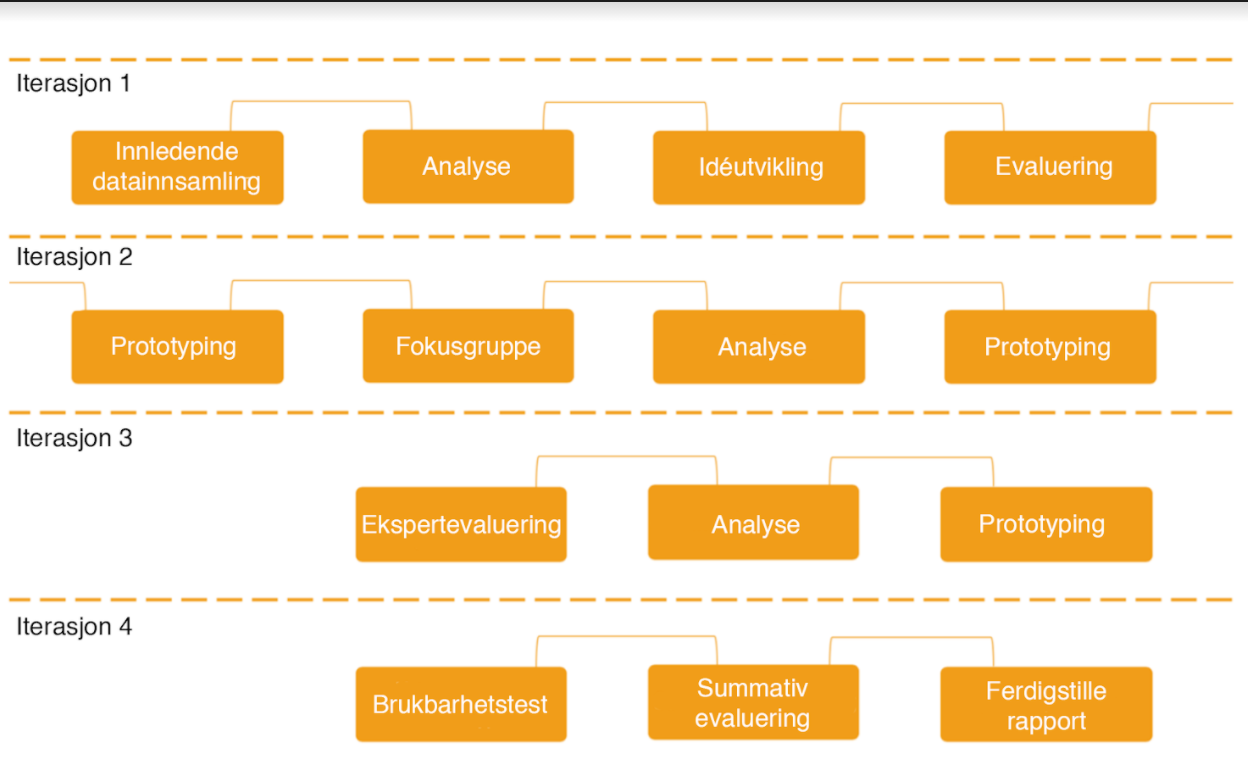 Iterasjon 1
Innledende
datainnsamling
Analyse
Idéutvikling
Evaluering
Iterasjon 2
Prototyping
Fokusgruppe
Analyse
Prototyping
Iterasjon 3
Ekspertevaluering
Analyse
Prototyping
Iterasjon 4
Brukbarhetstest
Summativ
evaluering
Ferdigstille
rapport